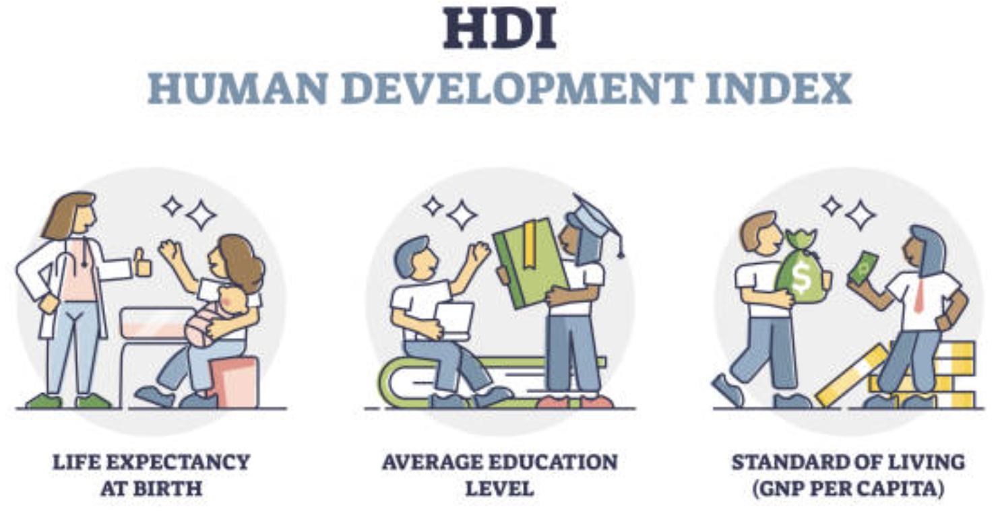 HDI
HUMAN DEVELOPMENT INDEX
$
LIFE EXPECTANCY
AT BIRTH
AVERAGE EDUCATION
LEVEL
STANDARD OF LIVING
(GNP PER CAPITA)